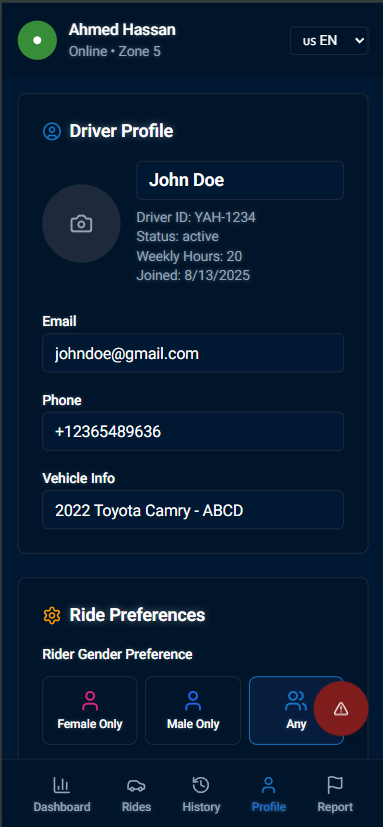 Ahmed Hassan
Online • Zone 5
US EN
Driver Profile
John Doe
Driver ID: YAH-1234
Status: active
Weekly Hours: 20
Joined: 8/13/2025
Email
johndoe@gmail.com
Phone
+12365489636
Vehicle Info
2022 Toyota Camry - ABCD
Ride Preferences
Rider Gender Preference
Female Only
Male Only
Any
Dashboard
Rides
History
Profile
Report